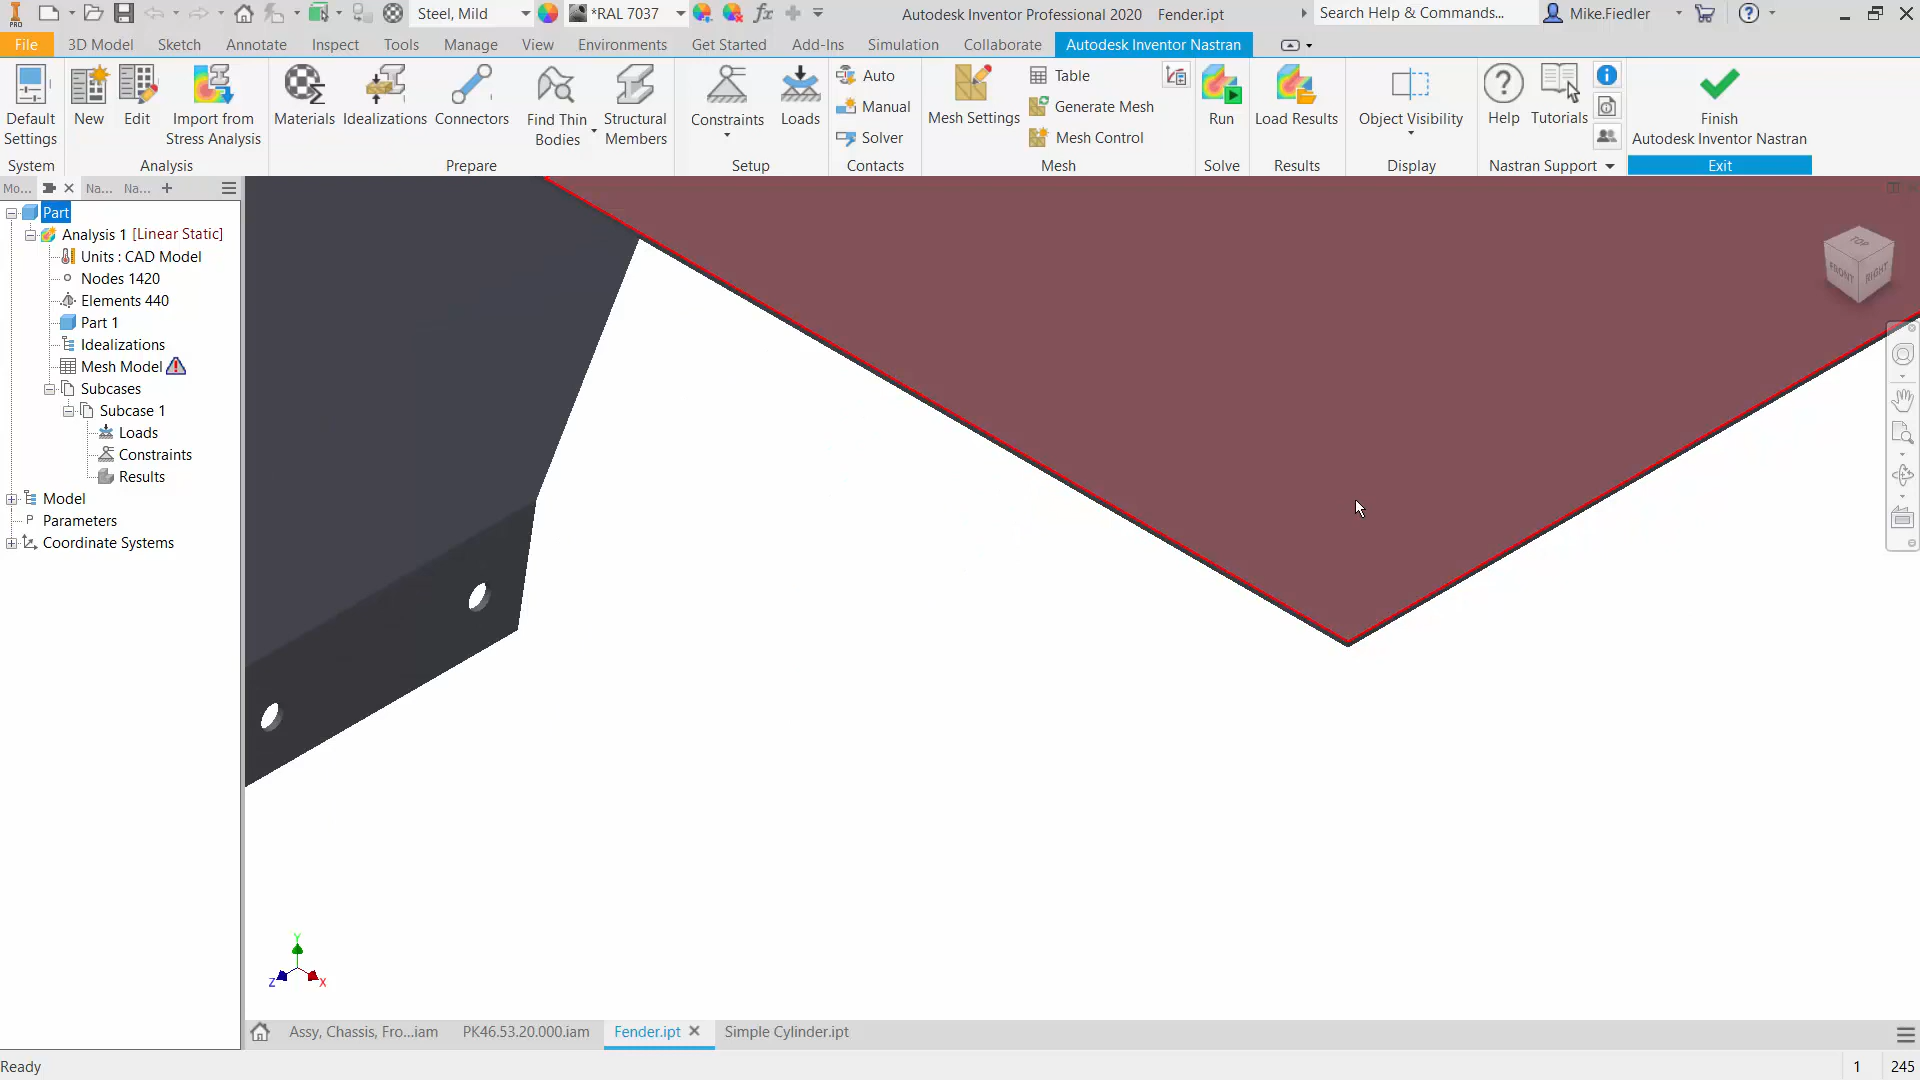 PRO
Steel, Mild
*RAL 7037
fx
Autodesk Inventor Professional 2020 Fender.ipt
Search Help & Commands...
Mike.Fiedler
File 3D Model Sketch Annotate Inspect Tools Manage View Environments Get Started Add-Ins Simulation Collaborate Autodesk Inventor Nastran
Default Settings
New
Edit
Import from Stress Analysis
Materials
Idealizations
Connectors
Find Thin Bodies
Structural Members
Constraints
Loads
Auto
Manual
Solver
Mesh Settings
Table
Generate Mesh
Mesh Control
Run
Load Results
Object Visibility
Help
Tutorials
Finish
Autodesk Inventor Nastran
System Analysis Prepare Setup Contacts Mesh Solve Results Display Nastran Support Exit
Mo... Na... Na...
Part
Analysis 1 [Linear Static]
Units : CAD Model
Nodes 1420
Elements 440
Part 1
Idealizations
Mesh Model
Subcases
Subcase 1
Loads
Constraints
Results
Model
Parameters
Coordinate Systems
TOP
FRONT RIGHT
Y
Z X
Assy, Chassis, Fro...iam PK46.53.20.000.iam Fender.ipt Simple Cylinder.ipt
Ready
1 245